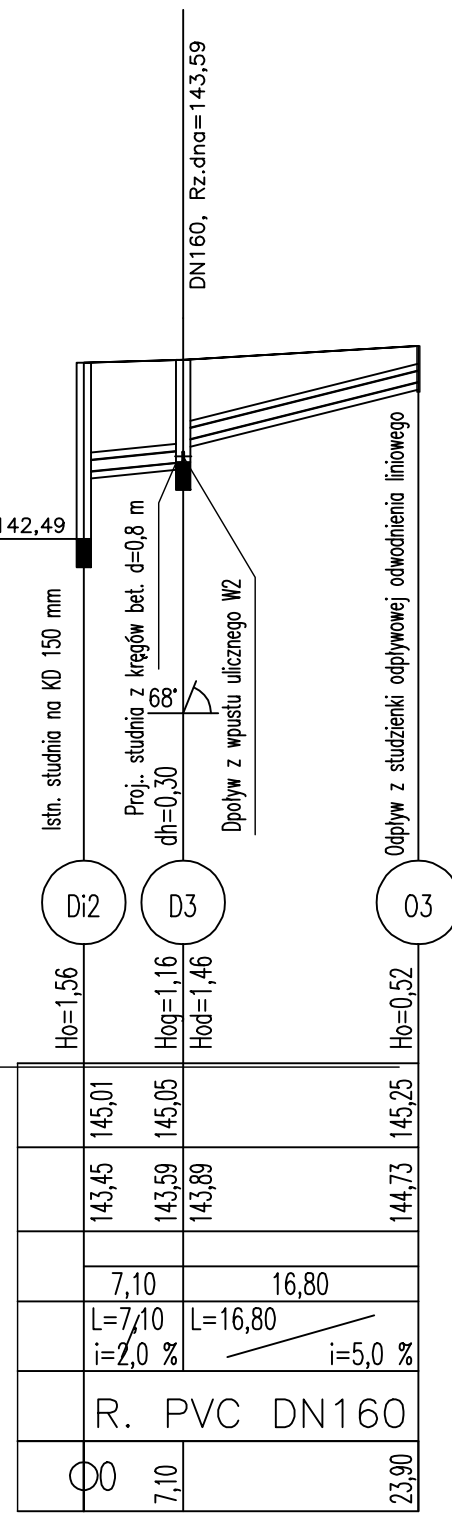 DN160, Rz.dna=143,59
142,49
Istn. studnia na KD 150 mm
Proj.. studnia z kręgów bet. d=0,8 m
dh=0,30
68°
Dpoływ z wpustu ulicznego W2
Odpływ z studzienki odpływowej odwodnienia liniowego
Di2
D3
O3
Ho=1,56
Hog=1,16
Hod=1,46
Ho=0,52
145,01
145,05
145,25
143,45
143,59
143,89
144,73
7,10
16,80
L=7,10
L=16,80
i=2,0 %
i=5,0 %
R. PVC DN160
0
7,10
23,90